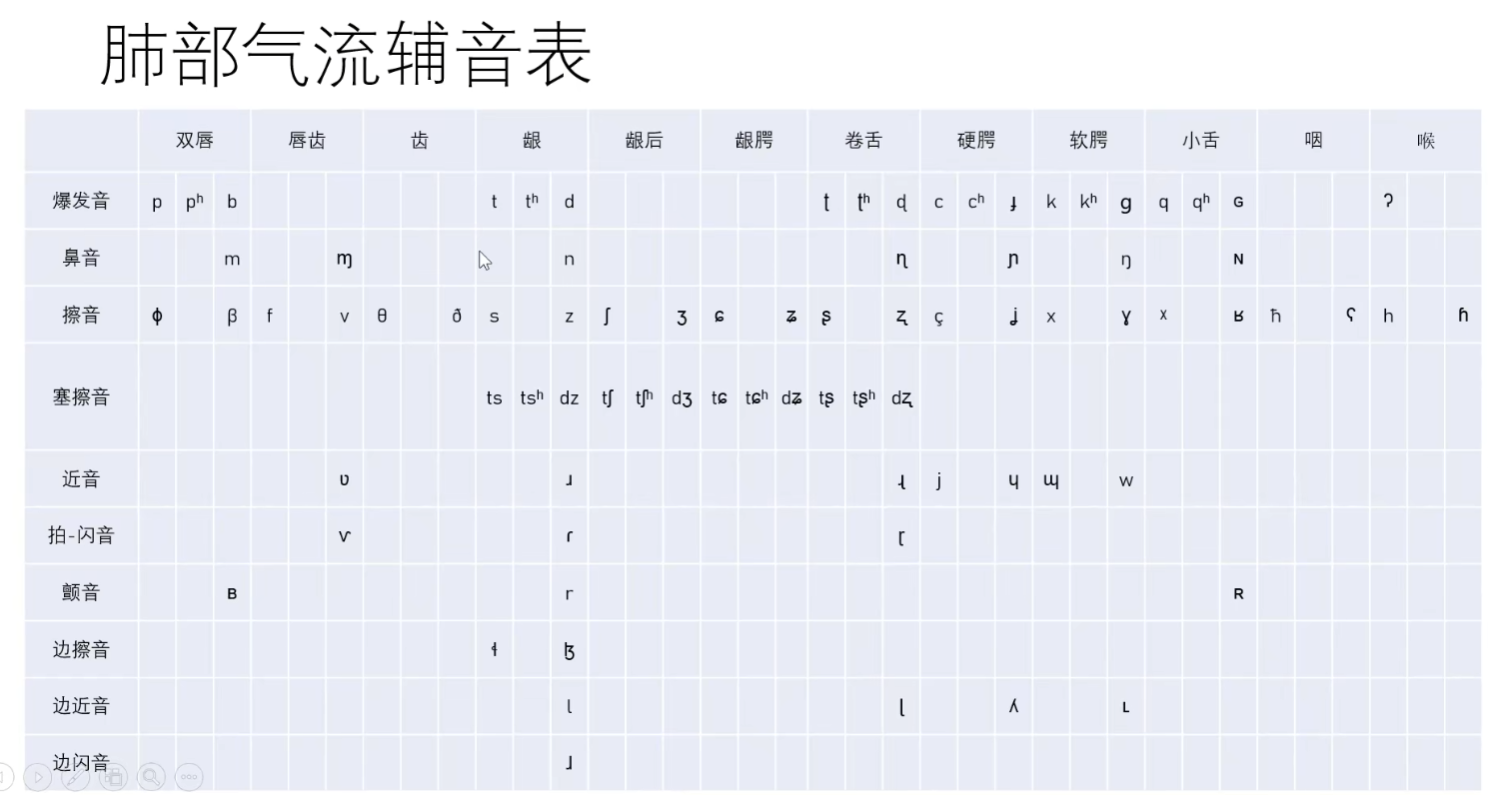 肺部气流辅音表
双唇 唇齿 齿 龈 龈后 龈腭 卷舌 硬腭 软腭 小舌 咽 喉
爆发音 p pʰ b t tʰ d ʈ ʈʰ ɖ c cʰ ɟ k kʰ ɡ q qʰ ɢ ʔ
鼻音 m ɱ n ɳ ɲ ŋ ɴ
擦音 ɸ β f v θ ð s z ʃ ʒ ɕ ʑ ʂ ʐ ç ʝ x ɣ χ ʁ ħ ʕ h ɦ
塞擦音 ts tsʰ dz tʃ tʃʰ dʒ tɕ tɕʰ dʑ tʂ tʂʰ dʐ
近音 ʋ ɹ ɻ j ɥ ɰ w
拍-闪音 ⱱ ɾ ɽ
颤音 ʙ r ʀ
边擦音 ɬ ɮ
边近音 l ɭ ʎ ʟ
边闪音 ɺ